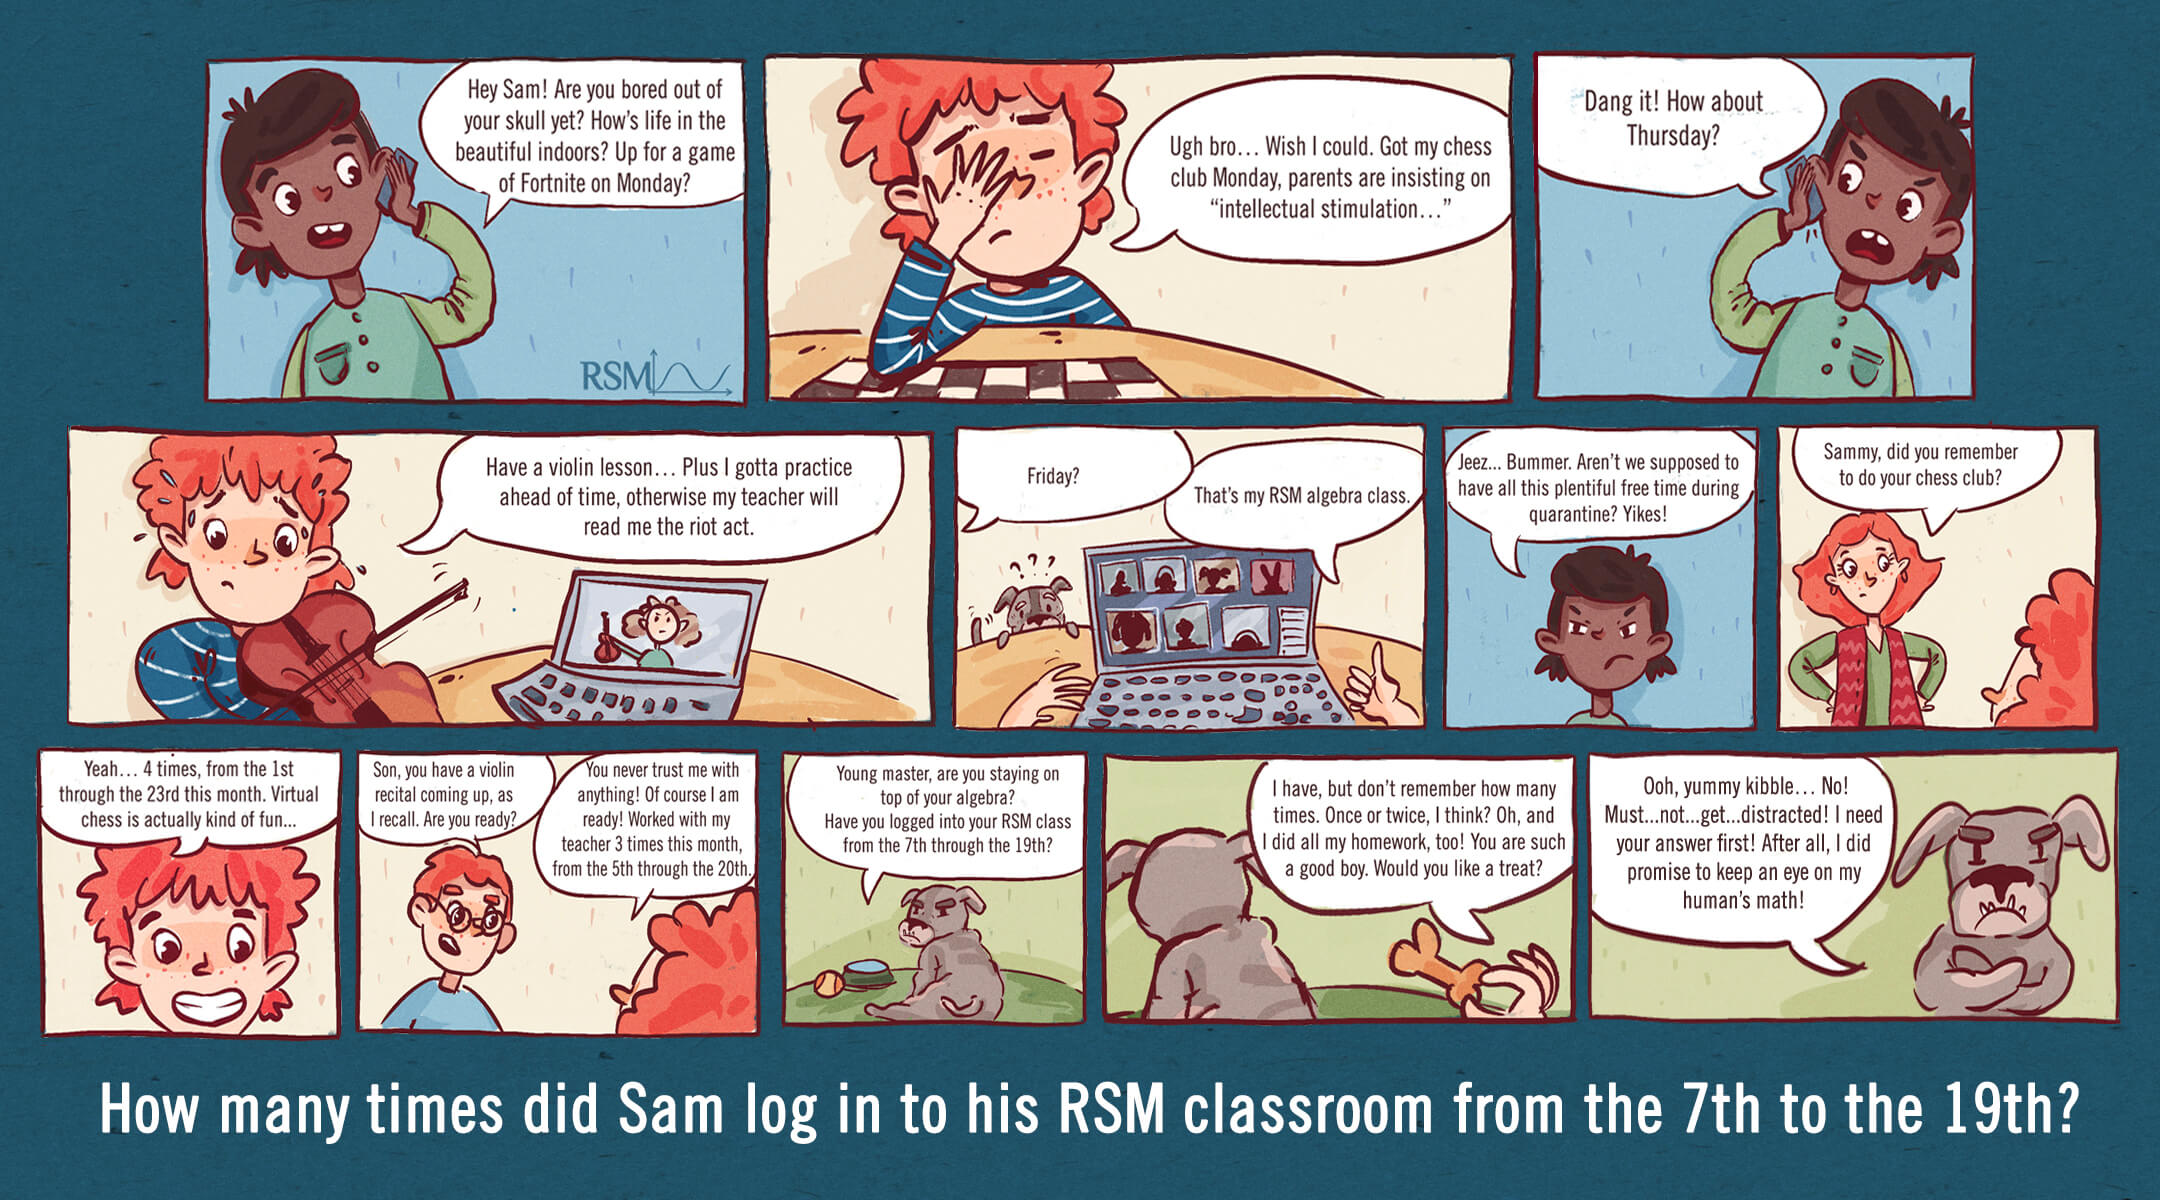 Hey Sam! Are you bored out of
your skull yet? How's life in the
beautiful indoors? Up for a game
of Fortnite on Monday?
RSM
Ugh bro... Wish I could. Got my chess
club Monday, parents are insisting on
“intellectual stimulation...”
Dang it! How about
Thursday?
Have a violin lesson... Plus I gotta practice
ahead of time, otherwise my teacher will
read me the riot act.
Friday?
That's my RSM algebra class.
? ? ? ?
Jeez... Bummer. Aren't we supposed to
have all this plentiful free time during
quarantine? Yikes!
Sammy, did you remember
to do your chess club?
Yeah... 4 times, from the 1st
through the 23rd this month. Virtual
chess is actually kind of fun...
Son, you have a violin
recital coming up, as
I recall. Are you ready?
You never trust me with
anything! Of course I am
ready! Worked with my
teacher 3 times this month,
from the 5th through the 20th.
Young master, are you staying on
top of your algebra?
Have you logged into your RSM class
from the 7th through the 19th?
I have, but don't remember how many
times. Once or twice, I think? Oh, and
I did all my homework, too! You are such
a good boy. Would you like a treat?
Ooh, yummy kibble... No!
Must...not...get...distracted! I need
your answer first! After all, I did
promise to keep an eye on my
human's math!
How many times did Sam log in to his RSM classroom from the 7th to the 19th?